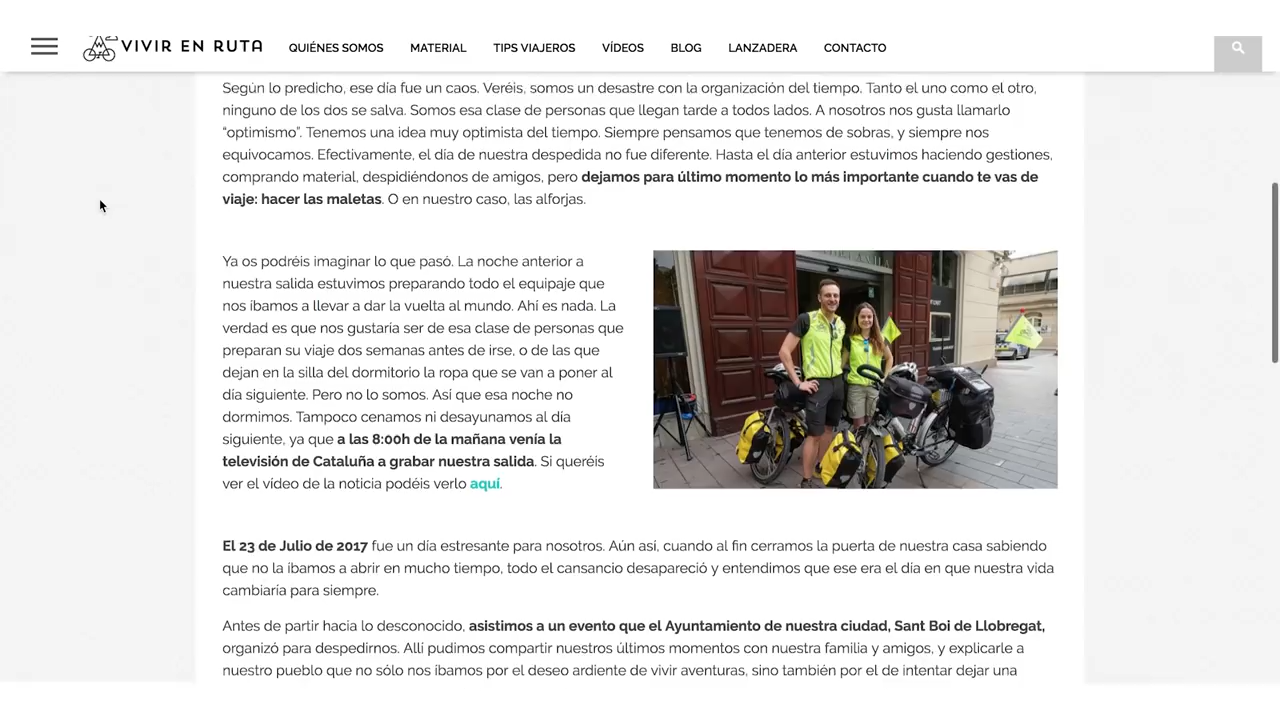 VIVIR EN RUTA QUIÉNES SOMOS MATERIAL TIPS VIAJEROS VÍDEOS BLOG LANZADERA CONTACTO
Según lo predicho, ese día fue un caos. Veréis, somos un desastre con la organización del tiempo. Tanto el uno como el otro,
ninguno de los dos se salva. Somos esa clase de personas que llegan tarde a todos lados. A nosotros nos gusta llamarlo
“optimismo”. Tenemos una idea muy optimista del tiempo. Siempre pensamos que tenemos de sobras, y siempre nos
equivocamos. Efectivamente, el día de nuestra despedida no fue diferente. Hasta el día anterior estuvimos haciendo gestiones,
comprando material, despidiéndonos de amigos, pero dejamos para último momento lo más importante cuando te vas de
viaje: hacer las maletas. O en nuestro caso, las alforjas.
Ya os podréis imaginar lo que pasó. La noche anterior a
nuestra salida estuvimos preparando todo el equipaje que
nos íbamos a llevar a dar la vuelta al mundo. Ahí es nada. La
verdad es que nos gustaría ser de esa clase de personas que
preparan su viaje dos semanas antes de irse, o de las que
dejan en la silla del dormitorio la ropa que se van a poner al
día siguiente. Pero no lo somos. Así que esa noche no
dormimos. Tampoco cenamos ni desayunamos al día
siguiente, ya que a las 8:00h de la mañana venía la
televisión de Cataluña a grabar nuestra salida. Si queréis
ver el vídeo de la noticia podéis verlo aquí.
El 23 de Julio de 2017 fue un día estresante para nosotros. Aún así, cuando al fin cerramos la puerta de nuestra casa sabiendo
que no la íbamos a abrir en mucho tiempo, todo el cansancio desapareció y entendimos que ese era el día en que nuestra vida
cambiaría para siempre.
Antes de partir hacia lo desconocido, asistimos a un evento que el Ayuntamiento de nuestra ciudad, Sant Boi de Llobregat,
organizó para despedirnos. Allí pudimos compartir nuestros últimos momentos con nuestra familia y amigos, y explicarle a
nuestro pueblo que no sólo nos íbamos por el deseo ardiente de vivir aventuras, sino también por el de intentar dejar una